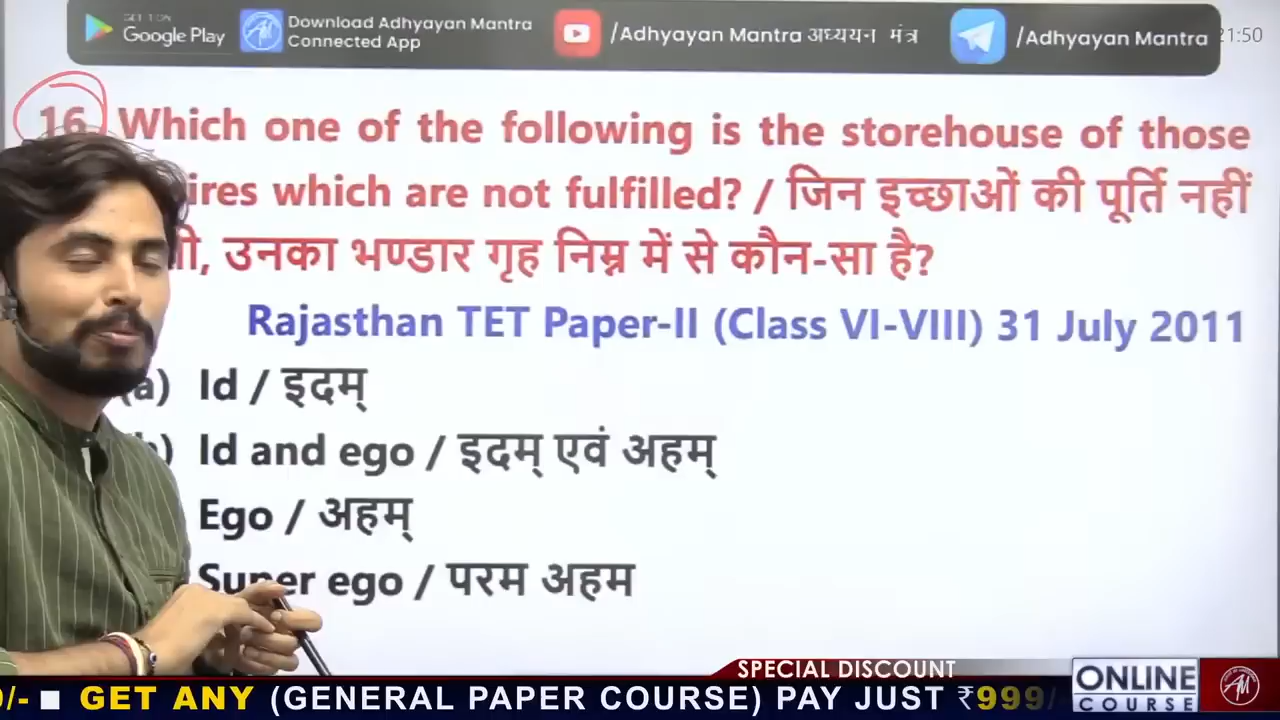 GET IT ON
Google Play
Download Adhyayan Mantra
Connected App
/Adhyayan Mantra अध्ययन मंत्र
/Adhyayan Mantra
21:50
16. Which one of the following is the storehouse of those
which are not fulfilled? / जिन इच्छाओं की पूर्ति नहीं
उनका भण्डार गृह निम्न में से कौन-सा है?
Rajasthan TET Paper-II (Class VI-VIII) 31 July 2011
(a) Id / इदम्
Id and ego / इदम् एवं अहम्
Ego / अहम्
Super ego / परम अहम
SPECIAL DISCOUNT
/- ■ GET ANY (GENERAL PAPER COURSE) PAY JUST ₹999/-
ONLINE
COURSE